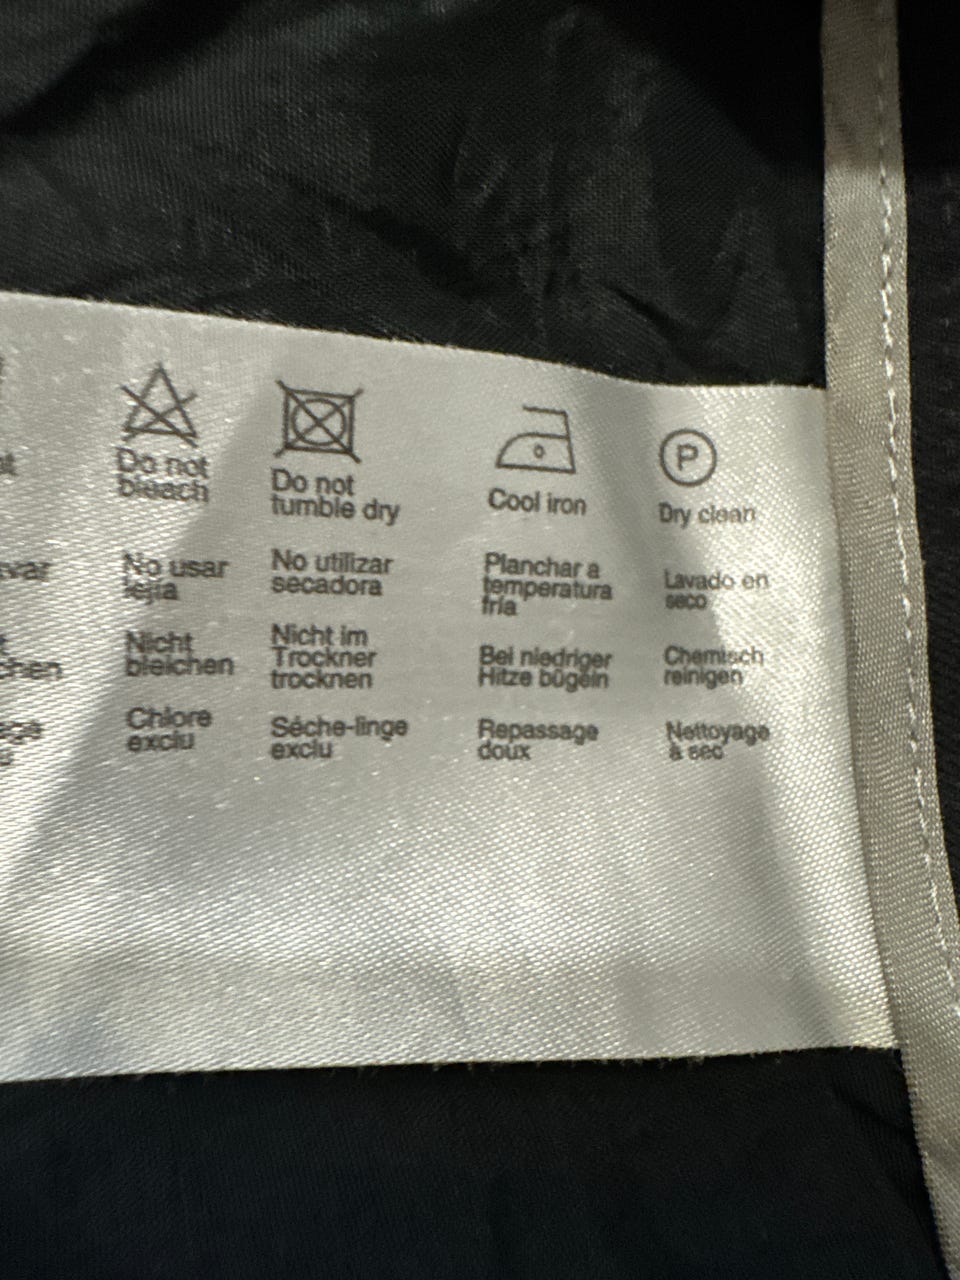 Do not
bleach
Do not
tumble dry
Cool iron
P
Dry clean
No usar
lejía
No utilizar
secadora
Planchar a
temperatura
fría
Lavado en
seco
Nicht
bleichen
Nicht im
Trockner
trocknen
Bei niedriger
Hitze bügeln
Chemisch
reinigen
Chlore
exclu
Séche-linge
exclu
Repassage
doux
Nettoyage
à sec